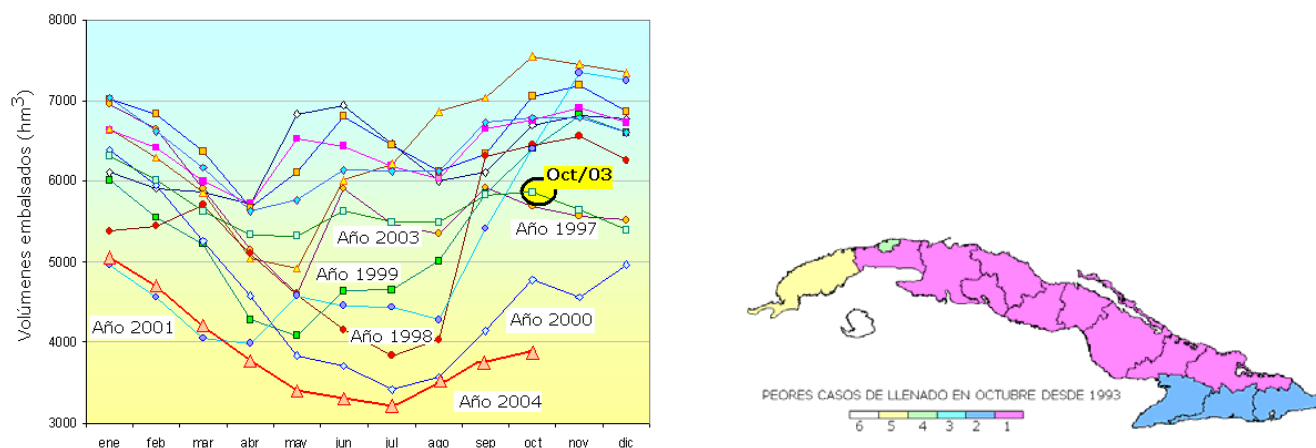 8000
7000
6000
5000
4000
3000
Volúmenes embalsados (hm³)
Oct/03
Año 1997
Año 2003
Año 1999
Año 2000
Año 2001
Año 1998
Año 2004
ene feb mar abr may jun jul ago sep oct nov dic
PEORES CASOS DE LLENADO EN OCTUBRE DESDE 1993
6 5 4 3 2 1